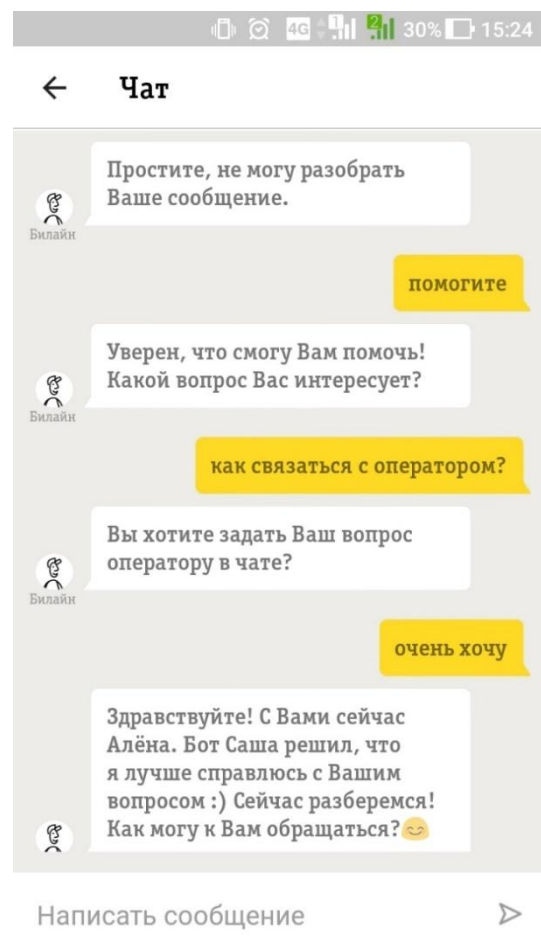 4G 1 2 30% 15:24
Чат
Простите, не могу разобрать
Ваше сообщение.
Билайн
помогите
Уверен, что смогу Вам помочь!
Какой вопрос Вас интересует?
Билайн
как связаться с оператором?
Вы хотите задать Ваш вопрос
оператору в чате?
Билайн
очень хочу
Здравствуйте! С Вами сейчас
Алёна. Бот Саша решил, что
я лучше справлюсь с Вашим
вопросом :) Сейчас разберемся!
Как могу к Вам обращаться?😊
Написать сообщение